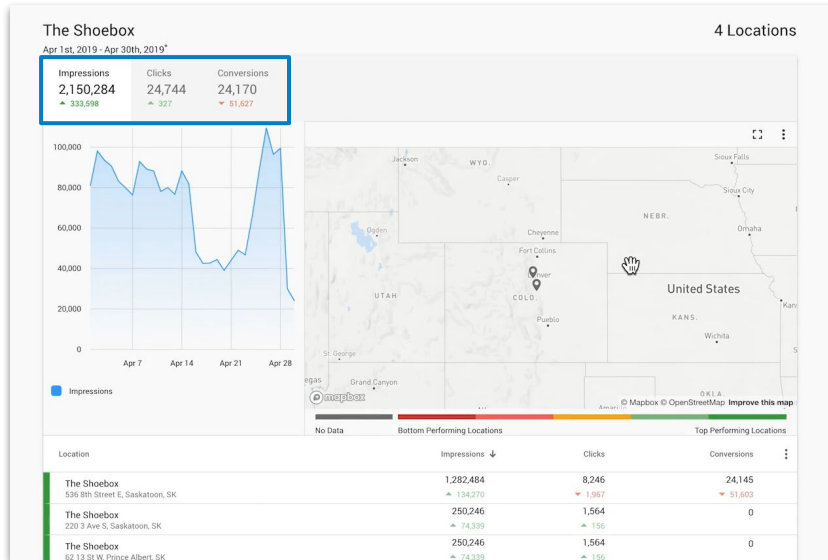 The Shoebox
4 Locations
Apr 1st, 2019 - Apr 30th, 2019*
Impressions Clicks Conversions
2,150,284 24,744 24,170
▲ 333,598 ▲ 327 ▼ 51,627
100,000
80,000
60,000
40,000
20,000
0
Apr 7 Apr 14 Apr 21 Apr 28
Impressions
Jackson
WYO.
Casper
Sioux Falls
Sioux City
NEBR.
Omaha
Ogden
Cheyenne
Fort Collins
Denver
United States
UTAH
COLO.
KANS.
Kan
Pueblo
Wichita
St. George
egas
Grand Canyon
OKLA.
mapbox
© Mapbox © OpenStreetMap Improve this map
No Data Bottom Performing Locations Top Performing Locations
Location Impressions ↓ Clicks Conversions
The Shoebox 1,282,484 8,246 24,145
536 8th Street E, Saskatoon, SK ▲ 134,270 ▼ 1,967 ▼ 51,603
The Shoebox 250,246 1,564 0
220 3 Ave S, Saskatoon, SK ▲ 74,339 ▲ 156
The Shoebox 250,246 1,564 0
62 13 St W, Prince Albert, SK ▲ 74,339 ▲ 156